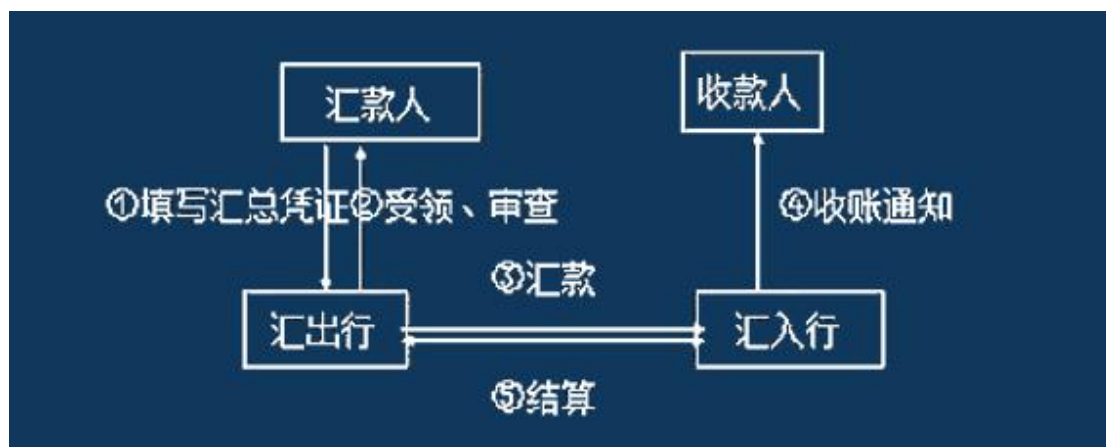 汇款人
收款人
①填写汇总凭证②受领、审查
④收账通知
③汇款
汇出行
汇入行
⑤结算